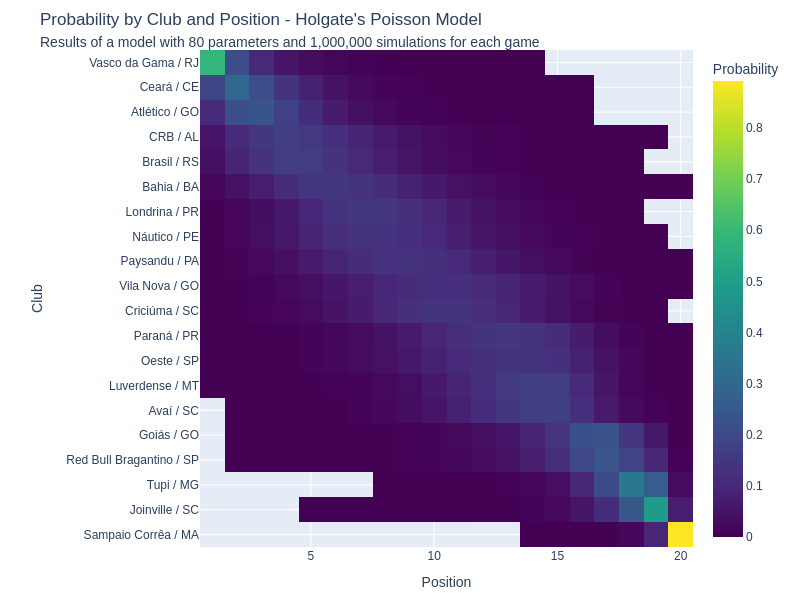 Probability by Club and Position - Holgate's Poisson Model
Results of a model with 80 parameters and 1,000,000 simulations for each game
Probability
Vasco da Gama / RJ
Ceará / CE
Atlético / GO
CRB / AL
Brasil / RS
Bahia / BA
Londrina / PR
Náutico / PE
Paysandu / PA
Vila Nova / GO
Criciúma / SC
Paraná / PR
Oeste / SP
Luverdense / MT
Avaí / SC
Goiás / GO
Red Bull Bragantino / SP
Tupi / MG
Joinville / SC
Sampaio Corrêa / MA
Club
5 10 15 20
Position
0.8
0.7
0.6
0.5
0.4
0.3
0.2
0.1
0